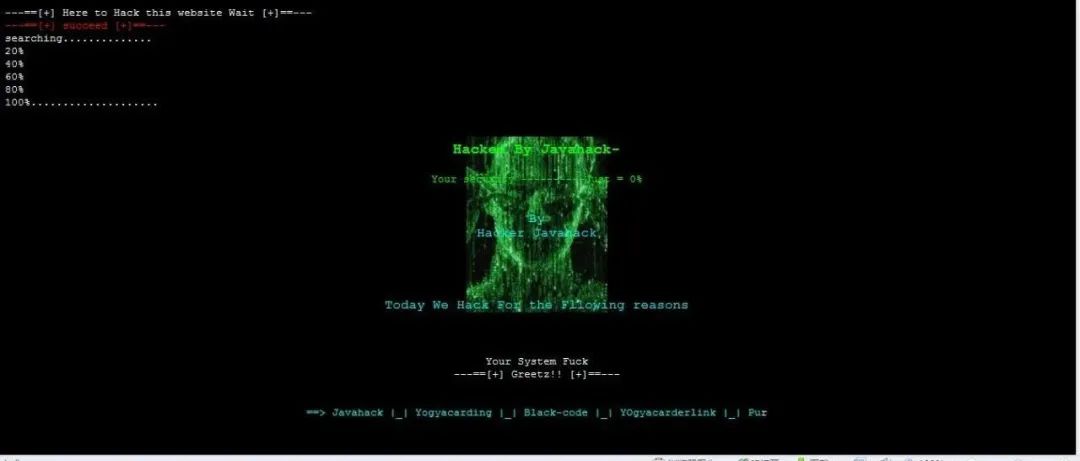 ---==[+] Here to Hack this website Wait [+]==---
---==[+] succeed [+]==---
searching..............
20%
40%
60%
80%
100%....................
Hacked By Javahack-
Your = 0%
By
Hacker Javahack
Today We Hack For the Fllowing reasons
Your System Fuck
---==[+] Greetz!! [+]==---
==> Javahack |_| Yogyacarding |_| Black-code |_| YOgyacarderlink |_| Pur